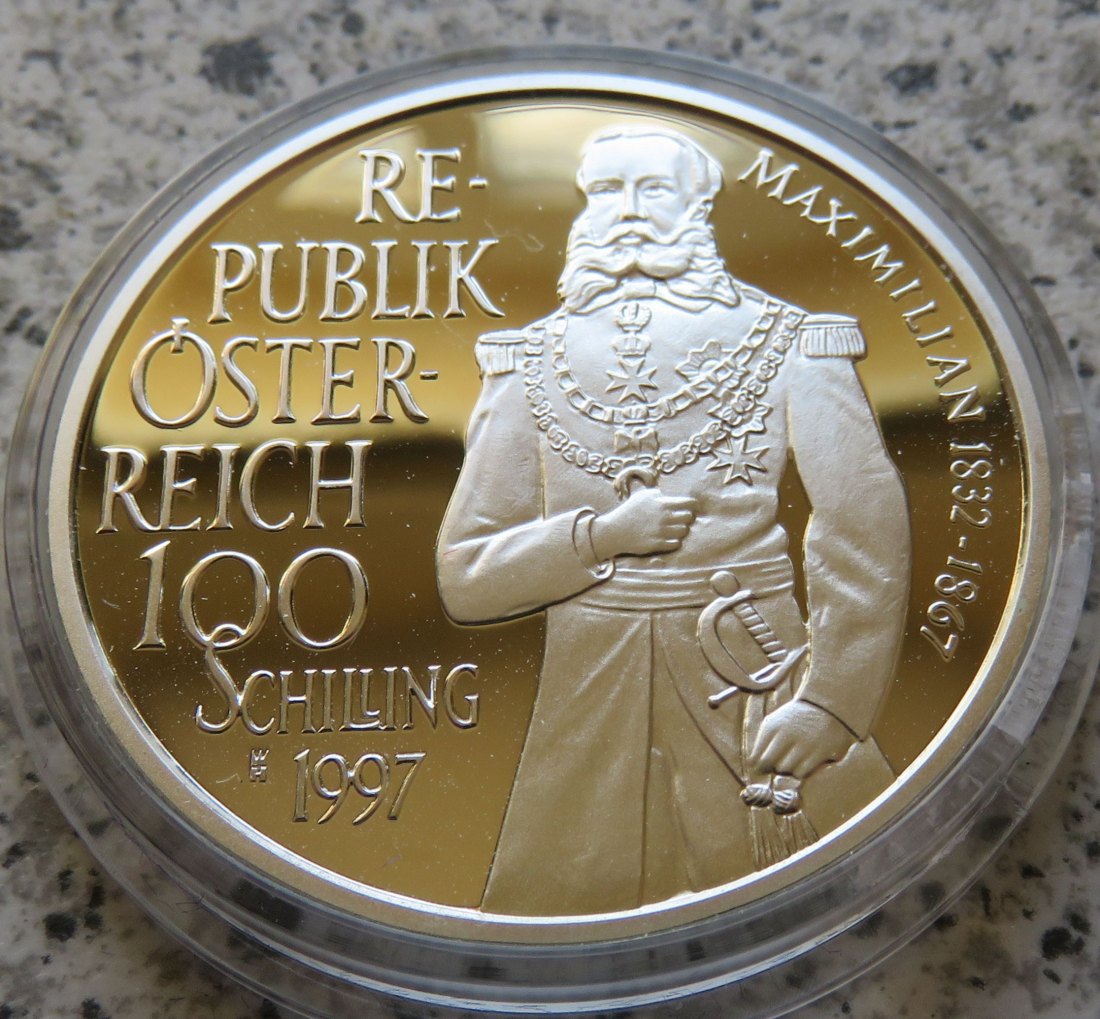 RE-
PUBLIK
ÖSTER-
REICH
100
SCHILLING
1997
MAXIMILIAN 1832-1867